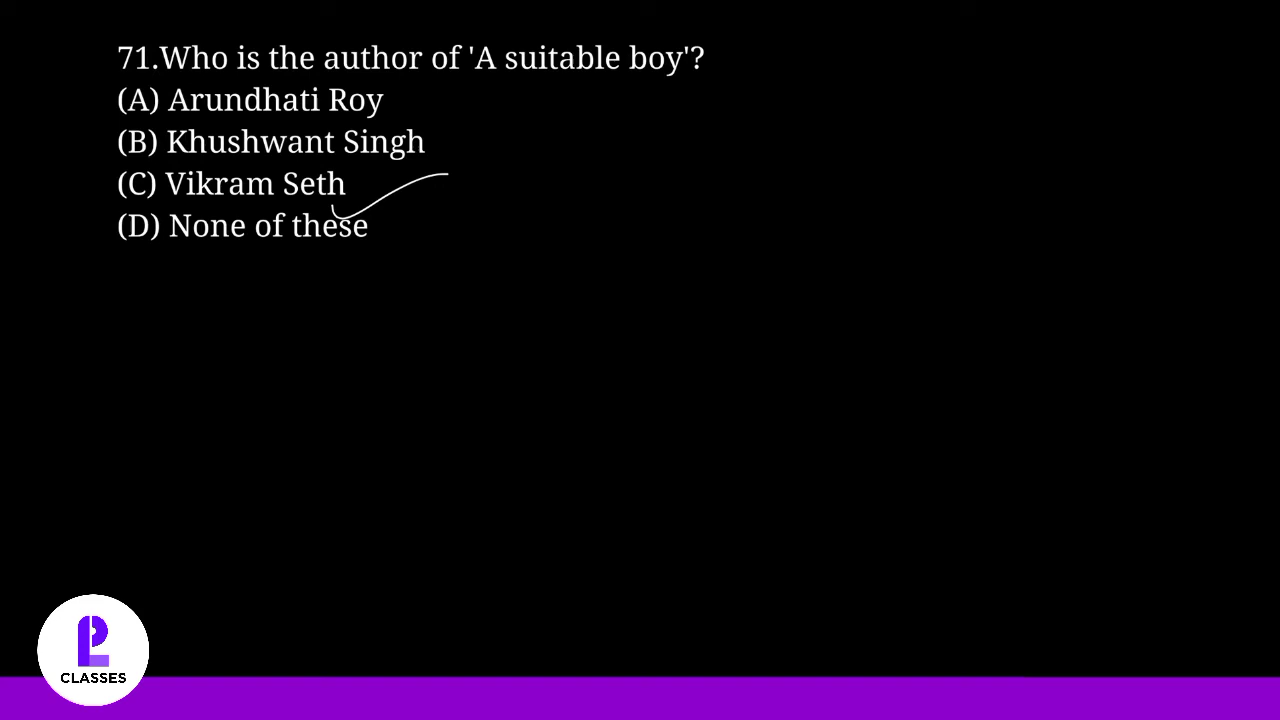 71.Who is the author of 'A suitable boy'?
(A) Arundhati Roy
(B) Khushwant Singh
(C) Vikram Seth
(D) None of these
CLASSES